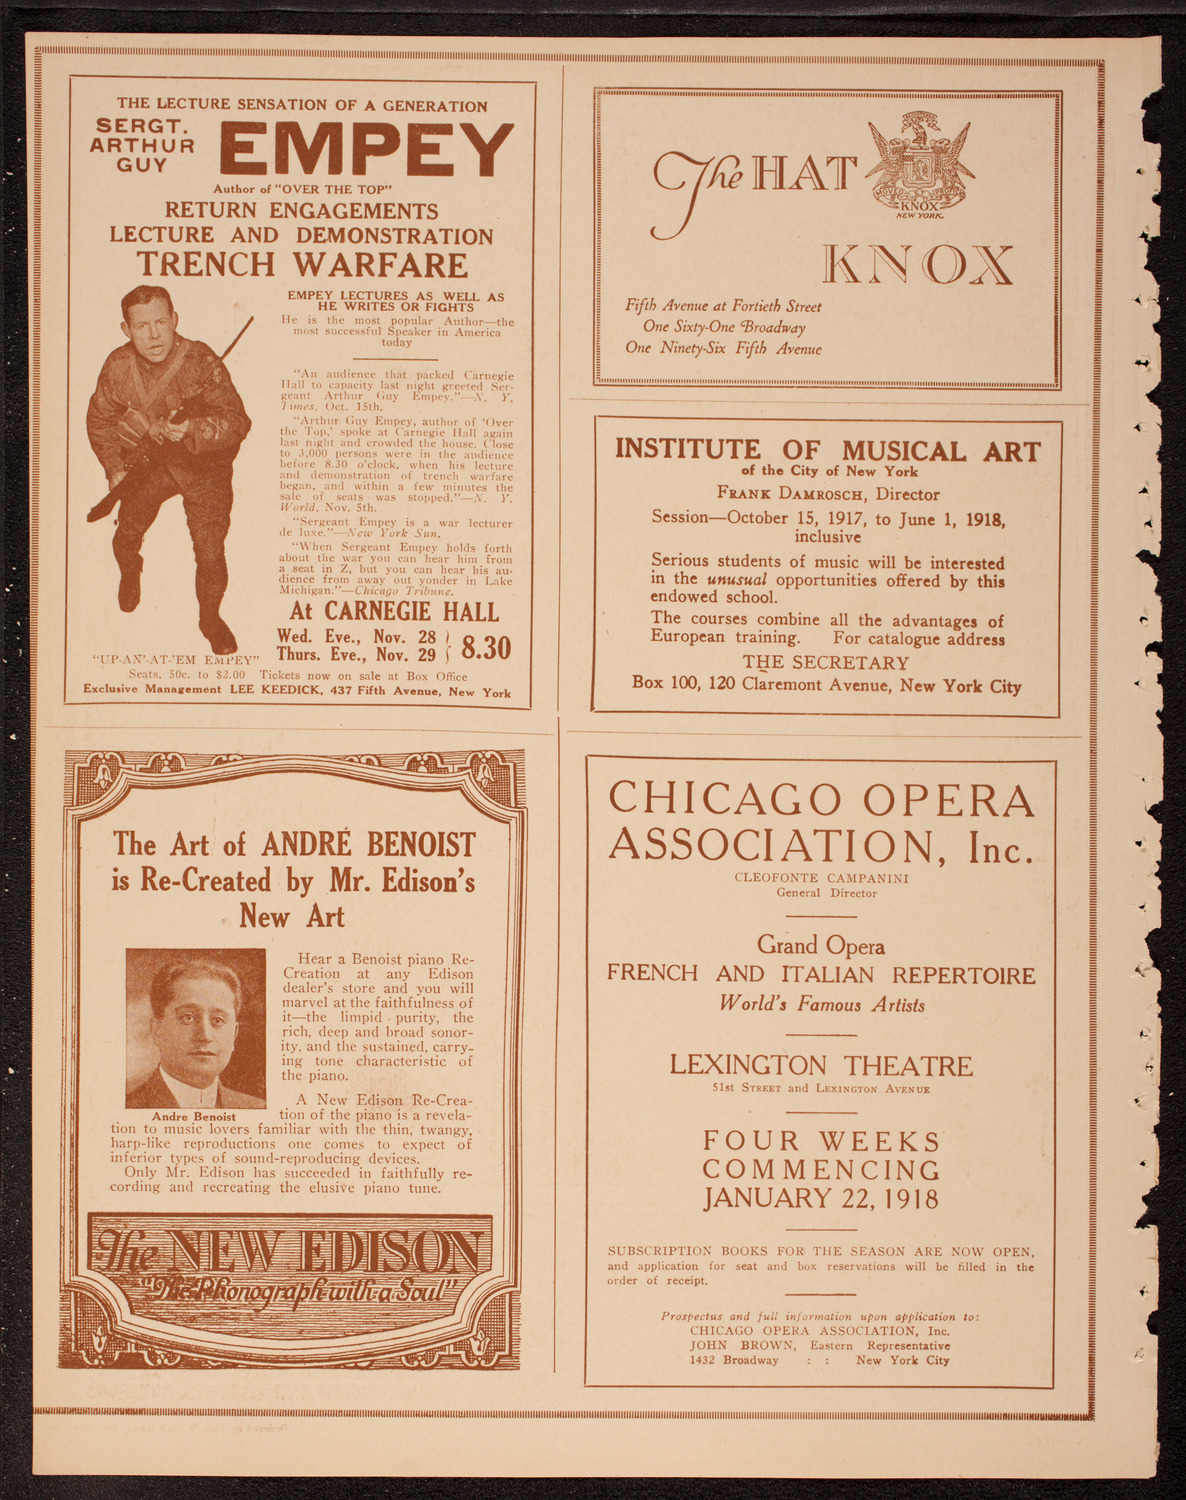 THE LECTURE SENSATION OF A GENERATION
SERGT.
ARTHUR
GUY
EMPEY
Author of "OVER THE TOP"
RETURN ENGAGEMENTS
LECTURE AND DEMONSTRATION
TRENCH WARFARE
EMPEY LECTURES AS WELL AS
HE WRITES OR FIGHTS
He is the most popular Author—the
most successful Speaker in America
today
"An audience that packed Carnegie
Hall to capacity last night greeted Ser-
geant Arthur Guy Empey."—N. Y.
Times, Oct. 15th.
"Arthur Guy Empey, author of 'Over
the Top,' spoke at Carnegie Hall again
last night and crowded the house. Close
to 3,000 persons were in the audience
before 8.30 o'clock, when his lecture
and demonstration of trench warfare
began, and within a few minutes the
sale of seats was stopped."—N. Y.
World, Nov. 5th.
"Sergeant Empey is a war lecturer
de luxe."—New York Sun.
"When Sergeant Empey holds forth
about the war you can hear him from
a seat in Z, but you can hear his au-
dience from away out yonder in Lake
Michigan."—Chicago Tribune.
At CARNEGIE HALL
Wed. Eve., Nov. 28
Thurs. Eve., Nov. 29
8.30
"UP-AN'-AT-'EM EMPEY"
Seats, 50c. to $2.00 Tickets now on sale at Box Office
Exclusive Management LEE KEEDICK, 437 Fifth Avenue, New York
The HAT
KNOX
NEW YORK.
KNOX
Fifth Avenue at Fortieth Street
One Sixty-One Broadway
One Ninety-Six Fifth Avenue
INSTITUTE OF MUSICAL ART
of the City of New York
FRANK DAMROSCH, Director
Session—October 15, 1917, to June 1, 1918,
inclusive
Serious students of music will be interested
in the unusual opportunities offered by this
endowed school.
The courses combine all the advantages of
European training. For catalogue address
THE SECRETARY
Box 100, 120 Claremont Avenue, New York City
The Art of ANDRÉ BENOIST
is Re-Created by Mr. Edison's
New Art
Hear a Benoist piano Re-
Creation at any Edison
dealer's store and you will
marvel at the faithfulness of
it—the limpid purity, the
rich, deep and broad sonor-
ity, and the sustained, carry-
ing tone characteristic of
the piano.
Andre Benoist
A New Edison Re-Crea-
tion of the piano is a revela-
tion to music lovers familiar with the thin, twangy,
harp-like reproductions one comes to expect of
inferior types of sound-reproducing devices.
Only Mr. Edison has succeeded in faithfully re-
cording and recreating the elusive piano tune.
The NEW EDISON
"The Phonograph with a Soul"
CHICAGO OPERA
ASSOCIATION, Inc.
CLEOFONTE CAMPANINI
General Director
Grand Opera
FRENCH AND ITALIAN REPERTOIRE
World's Famous Artists
LEXINGTON THEATRE
51st STREET and LEXINGTON AVENUE
FOUR WEEKS
COMMENCING
JANUARY 22, 1918
SUBSCRIPTION BOOKS FOR THE SEASON ARE NOW OPEN,
and application for seat and box reservations will be filled in the
order of receipt.
Prospectus and full information upon application to:
CHICAGO OPERA ASSOCIATION, Inc.
JOHN BROWN, Eastern Representative
1432 Broadway : : New York City